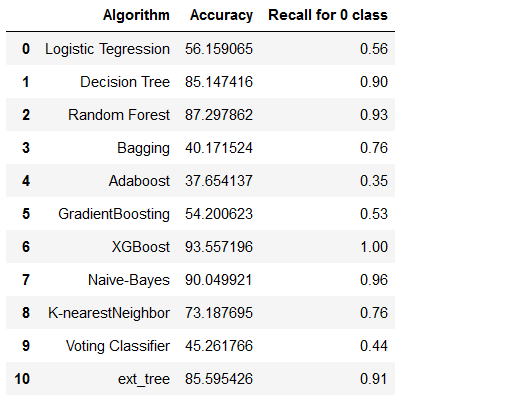 Algorithm Accuracy Recall for 0 class
0 Logistic Tegression 56.159065 0.56
1 Decision Tree 85.147416 0.90
2 Random Forest 87.297862 0.93
3 Bagging 40.171524 0.76
4 Adaboost 37.654137 0.35
5 GradientBoosting 54.200623 0.53
6 XGBoost 93.557196 1.00
7 Naive-Bayes 90.049921 0.96
8 K-nearestNeighbor 73.187695 0.76
9 Voting Classifier 45.261766 0.44
10 ext_tree 85.595426 0.91